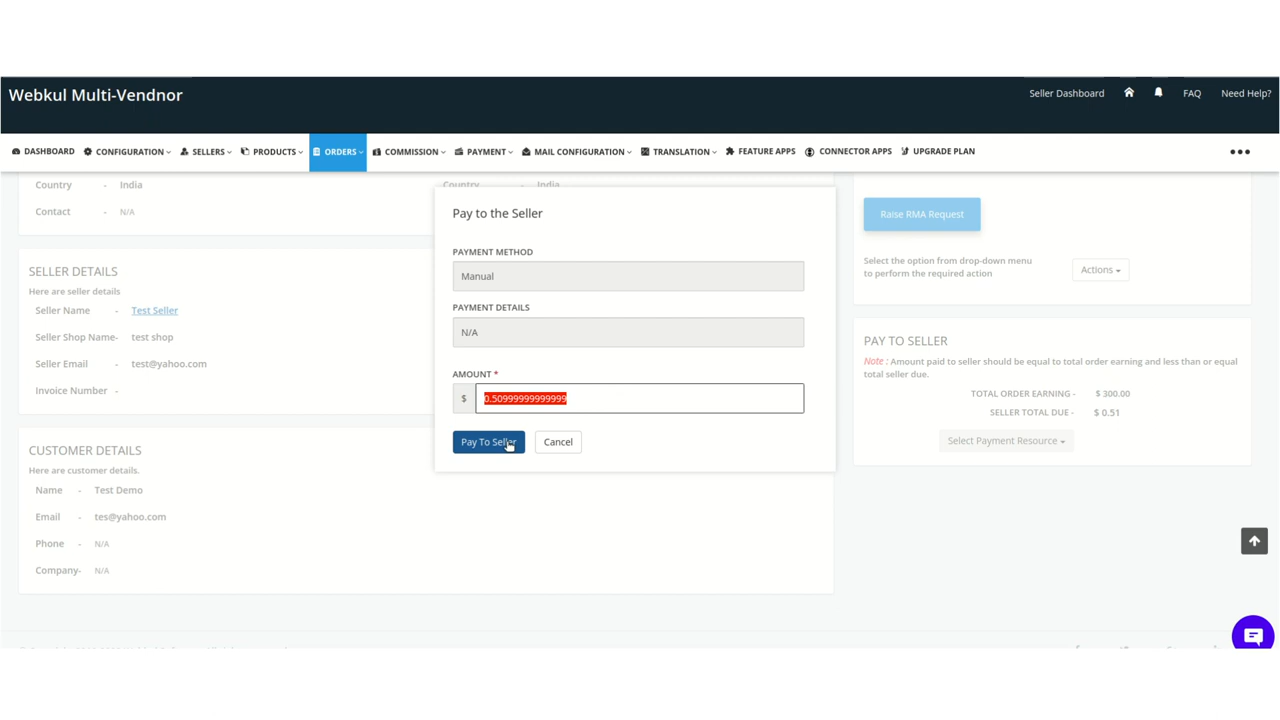 Webkul Multi-Vendnor
Seller Dashboard FAQ Need Help?
DASHBOARD CONFIGURATION SELLERS PRODUCTS ORDERS COMMISSION PAYMENT MAIL CONFIGURATION TRANSLATION FEATURE APPS CONNECTOR APPS UPGRADE PLAN
Country - India
Country - India
Contact - N/A
SELLER DETAILS
Here are seller details
Seller Name - Test Seller
Seller Shop Name- test shop
Seller Email - test@yahoo.com
Invoice Number -
CUSTOMER DETAILS
Here are customer details.
Name - Test Demo
Email - tes@yahoo.com
Phone - N/A
Company- N/A
Pay to the Seller
PAYMENT METHOD
Manual
PAYMENT DETAILS
N/A
AMOUNT *
$ 0.50999999999999
Pay To Seller Cancel
Raise RMA Request
Select the option from drop-down menu
to perform the required action
Actions
PAY TO SELLER
Note : Amount paid to seller should be equal to total order earning and less than or equal
total seller due.
TOTAL ORDER EARNING - $ 300.00
SELLER TOTAL DUE - $ 0.51
Select Payment Resource